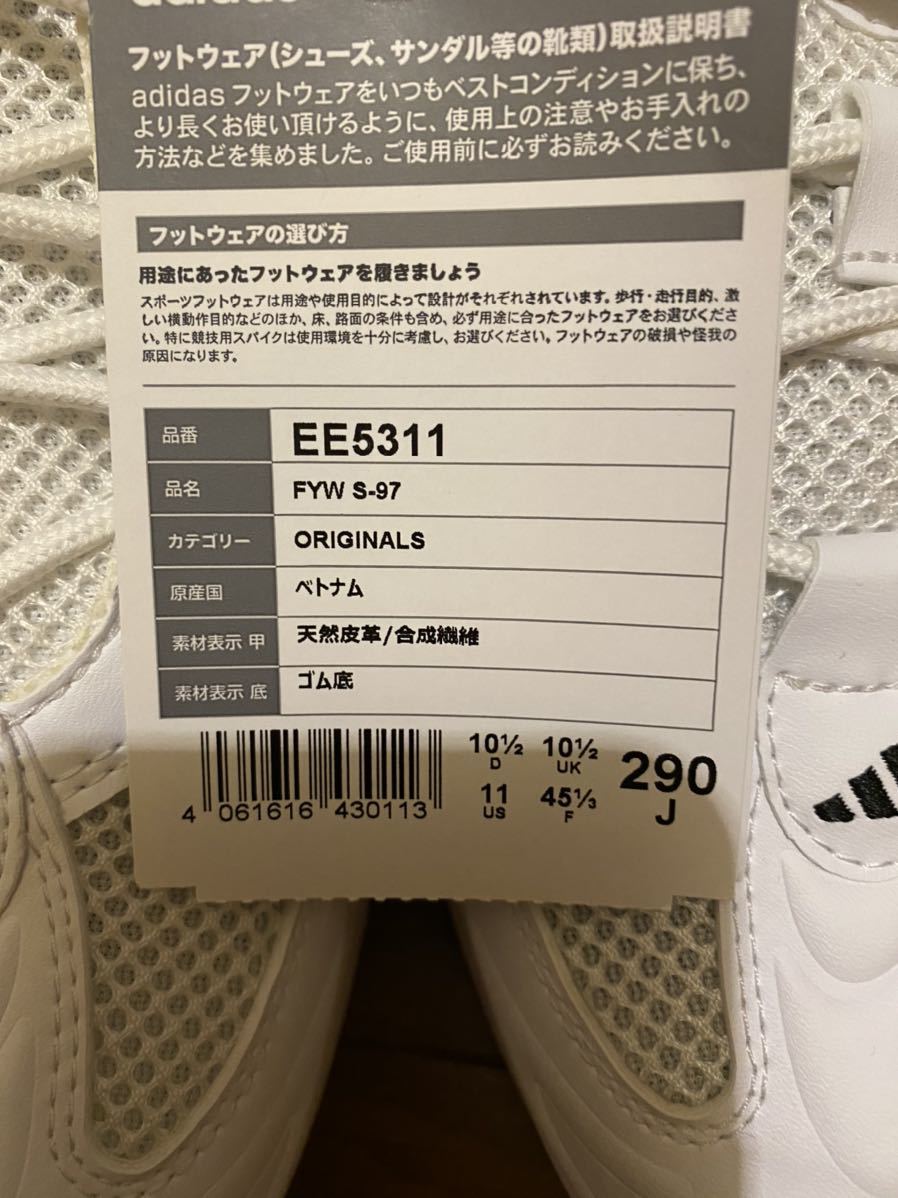 adidas
フットウェア(シューズ、サンダル等の靴類)取扱説明書
adidas フットウェアをいつもベストコンディションに保ち、
より長くお使い頂けるように、使用上の注意やお手入れの
方法などを集めました。ご使用前に必ずお読みください。
フットウェアの選び方
用途にあったフットウェアを履きましょう
スポーツフットウェアは用途や使用目的によって設計がそれぞれされています。歩行・走行目的、激
しい横動作目的などのほか、床、路面の条件も含め、必ず用途に合ったフットウェアをお選びくださ
い。特に競技用スパイクは使用環境を十分に考慮し、お選びください。フットウェアの破損や怪我の
原因になります。
品番 EE5311
品名 FYW S-97
カテゴリー ORIGINALS
原産国 ベトナム
素材表示 甲 天然皮革/合成繊維
素材表示 底 ゴム底
10½ D 10½ UK 290 J
11 US 45⅓ F
4 061616 430113